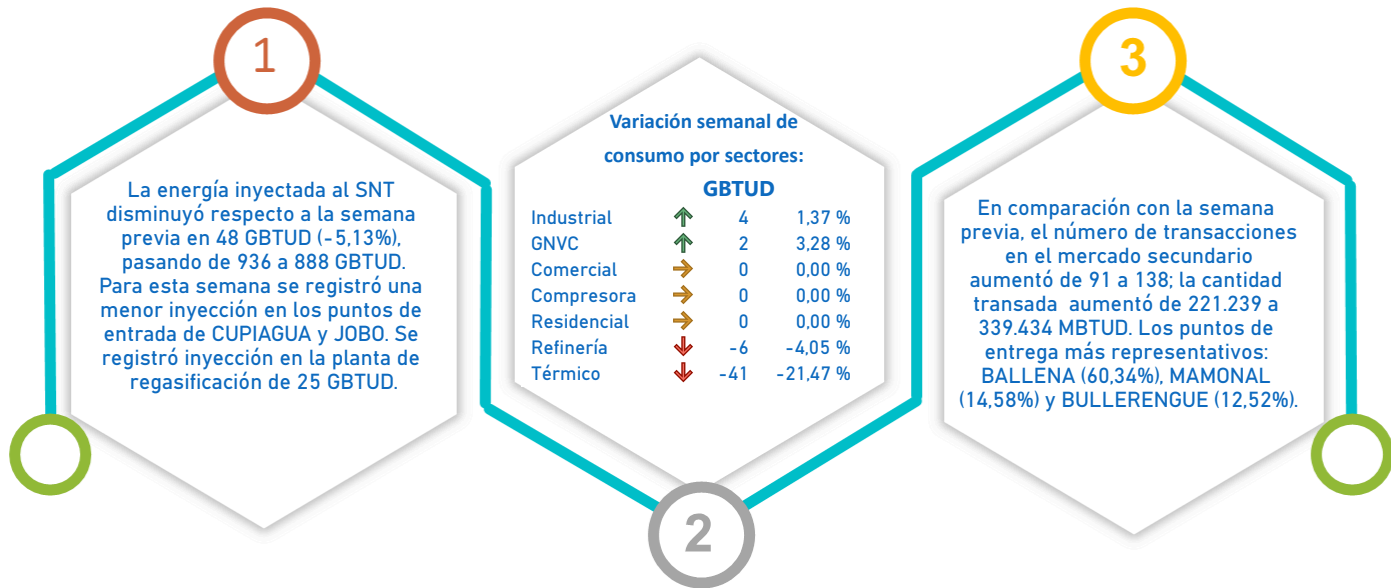 1
La energía inyectada al SNT
disminuyó respecto a la semana
previa en 48 GBTUD (-5,13%),
pasando de 936 a 888 GBTUD.
Para esta semana se registró una
menor inyección en los puntos de
entrada de CUPIAGUA y JOBO. Se
registró inyección en la planta de
regasificación de 25 GBTUD.
Variación semanal de
consumo por sectores:
GBTUD
Industrial 4 1,37 %
GNVC 2 3,28 %
Comercial 0 0,00 %
Compresora 0 0,00 %
Residencial 0 0,00 %
Refinería -6 -4,05 %
Térmico -41 -21,47 %
2
3
En comparación con la semana
previa, el número de transacciones
en el mercado secundario
aumentó de 91 a 138; la cantidad
transada aumentó de 221.239 a
339.434 MBTUD. Los puntos de
entrega más representativos:
BALLENA (60,34%), MAMONAL
(14,58%) y BULLERENGUE (12,52%).